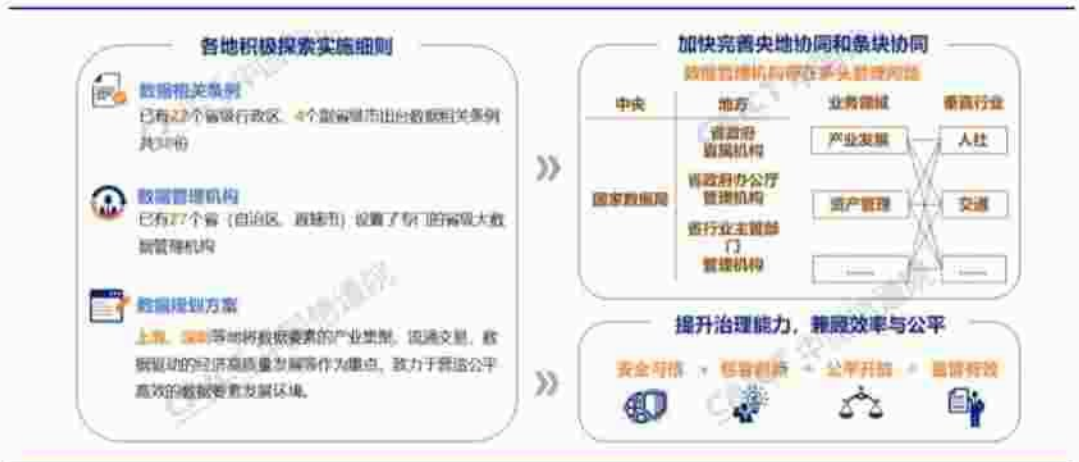 各地积极探索实施细则
数据相关条例
已有22个省级行政区、4个副省级市出台数据相关条例
共
数据管理机构
已有27个省（自治区、直辖市）设置了专门的省级大数
据管理机构
数据规划方案
上海、深圳等地将数据要素的产业集聚、流通交易、数
据驱动的经济高质量发展等作为重点，致力于营造公平
高效的数据要素发展环境。
加快完善央地协同和条块协同
数据管理机构存在多头管理问题
中央
地方
业务领域
垂直行业
国家数据局
省政府
直属机构
省政府办公厅
管理机构
省行业主管部
门
管理机构
产业发展
人社
资产管理
交通
......
......
提升治理能力，兼顾效率与公平
安全可信
+
包容创新
+
公平开放
+
监管有效